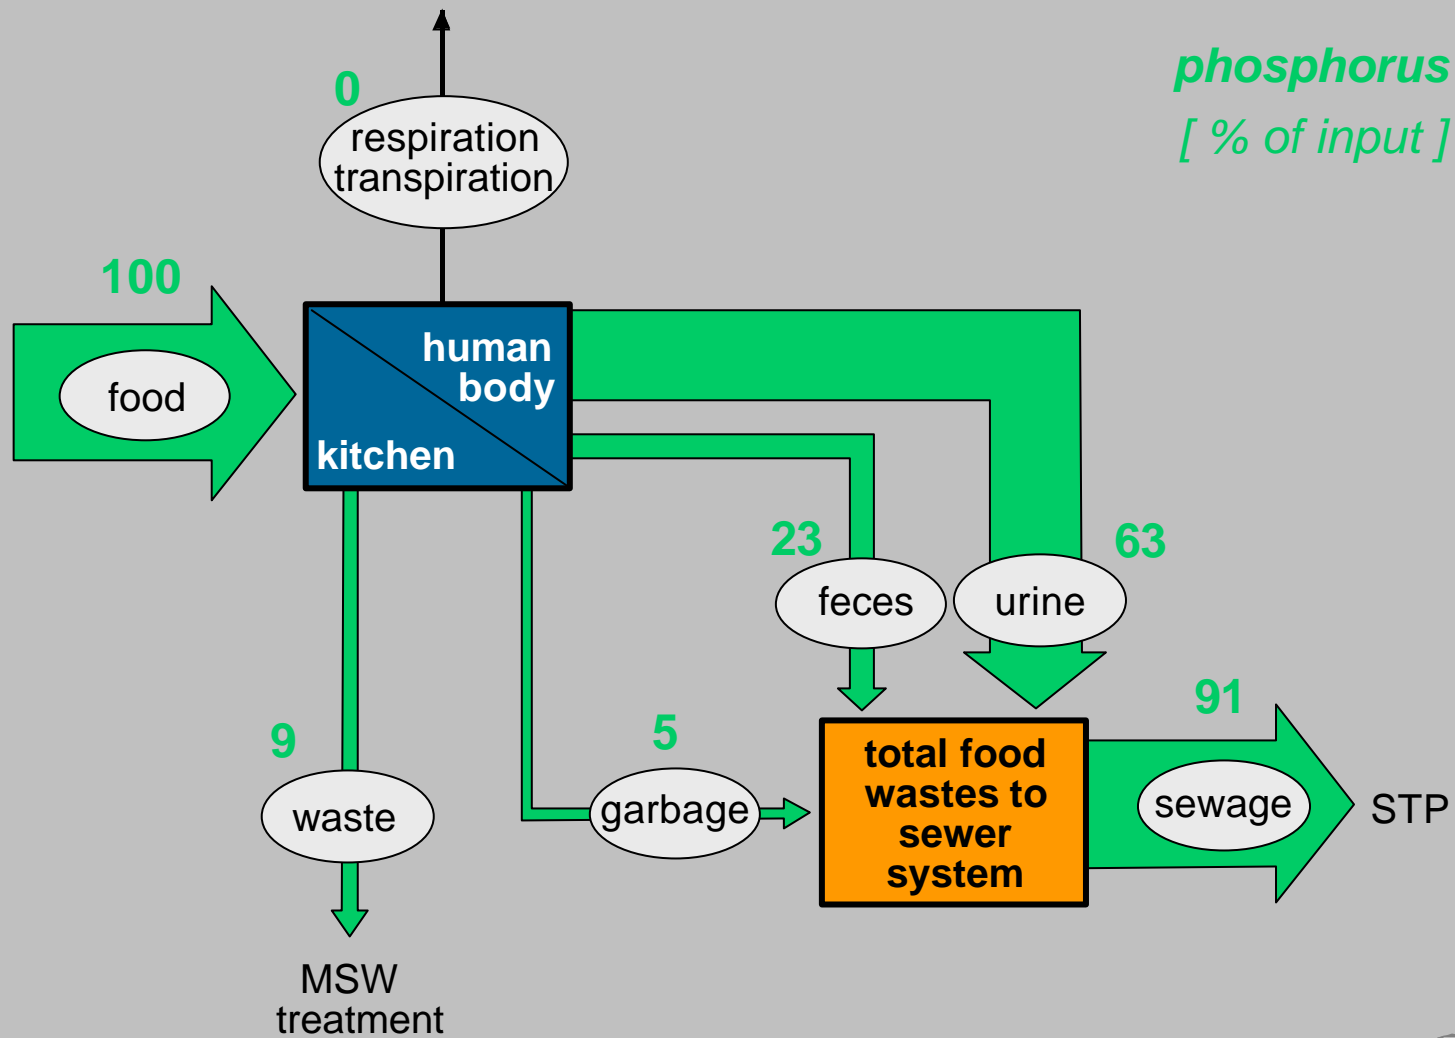 phosphorus
[ % of input ]
0
respiration
transpiration
100
food
human
body
kitchen
23
feces
63
urine
9
waste
5
garbage
total food
wastes to
sewer
system
91
sewage
STP
MSW
treatment